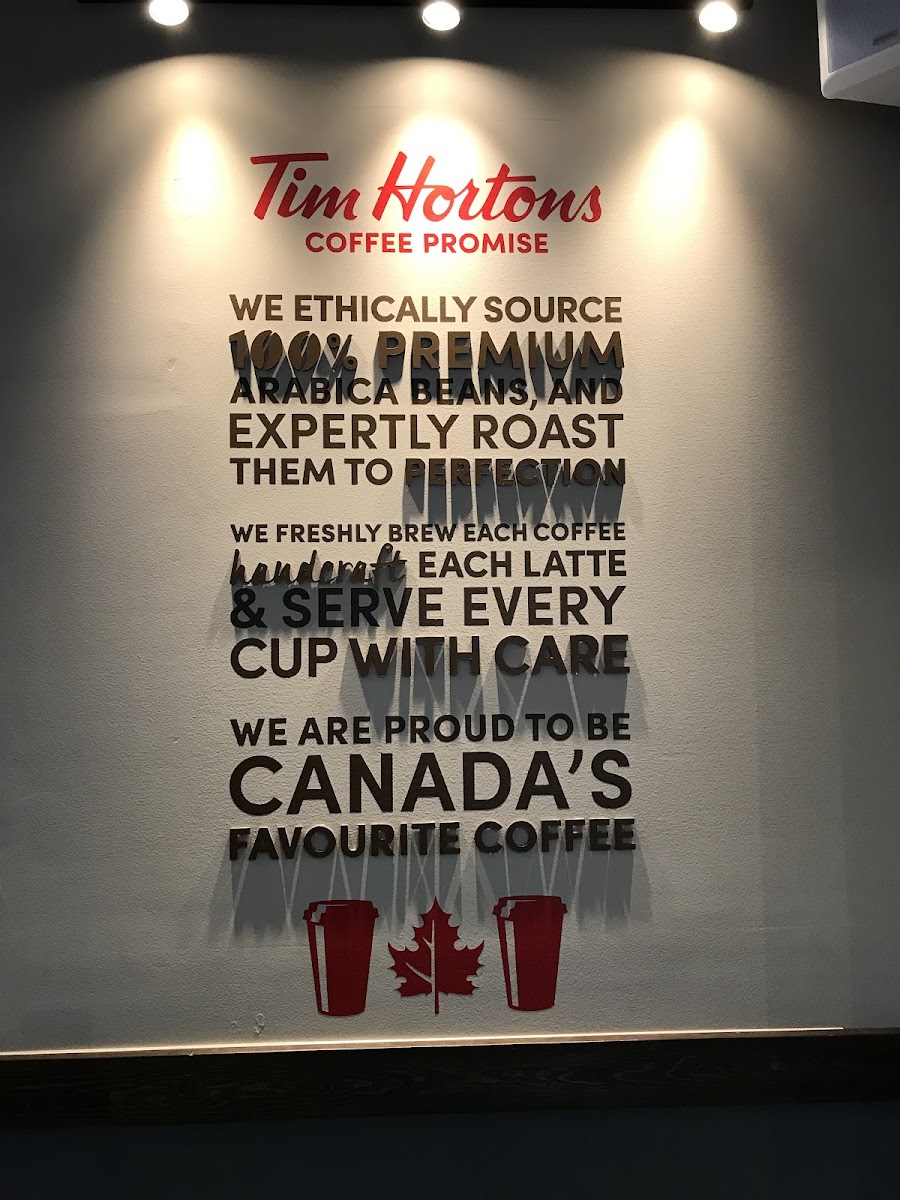 Tim Hortons
COFFEE PROMISE
WE ETHICALLY SOURCE
100% PREMIUM
ARABICA BEANS, AND
EXPERTLY ROAST
THEM TO PERFECTION
WE FRESHLY BREW EACH COFFEE
handcraft EACH LATTE
& SERVE EVERY
CUP WITH CARE
WE ARE PROUD TO BE
CANADA'S
FAVOURITE COFFEE